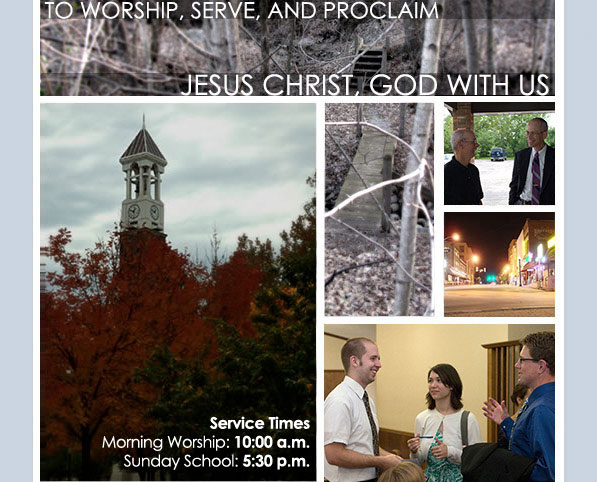 TO WORSHIP, SERVE, AND PROCLAIM
JESUS CHRIST, GOD WITH US
Service Times
Morning Worship: 10:00 a.m.
Sunday School: 5:30 p.m.